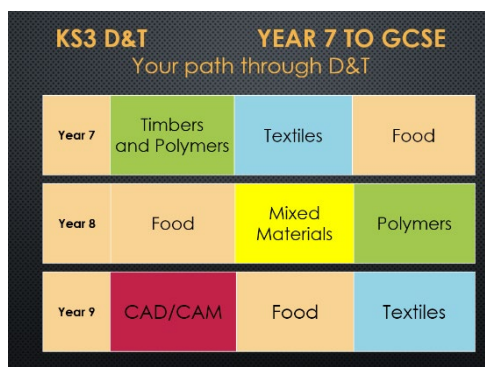 KS3 D&T YEAR 7 TO GCSE
Your path through D&T
Year 7
Timbers
and Polymers
Textiles
Food
Year 8
Food
Mixed
Materials
Polymers
Year 9
CAD/CAM
Food
Textiles